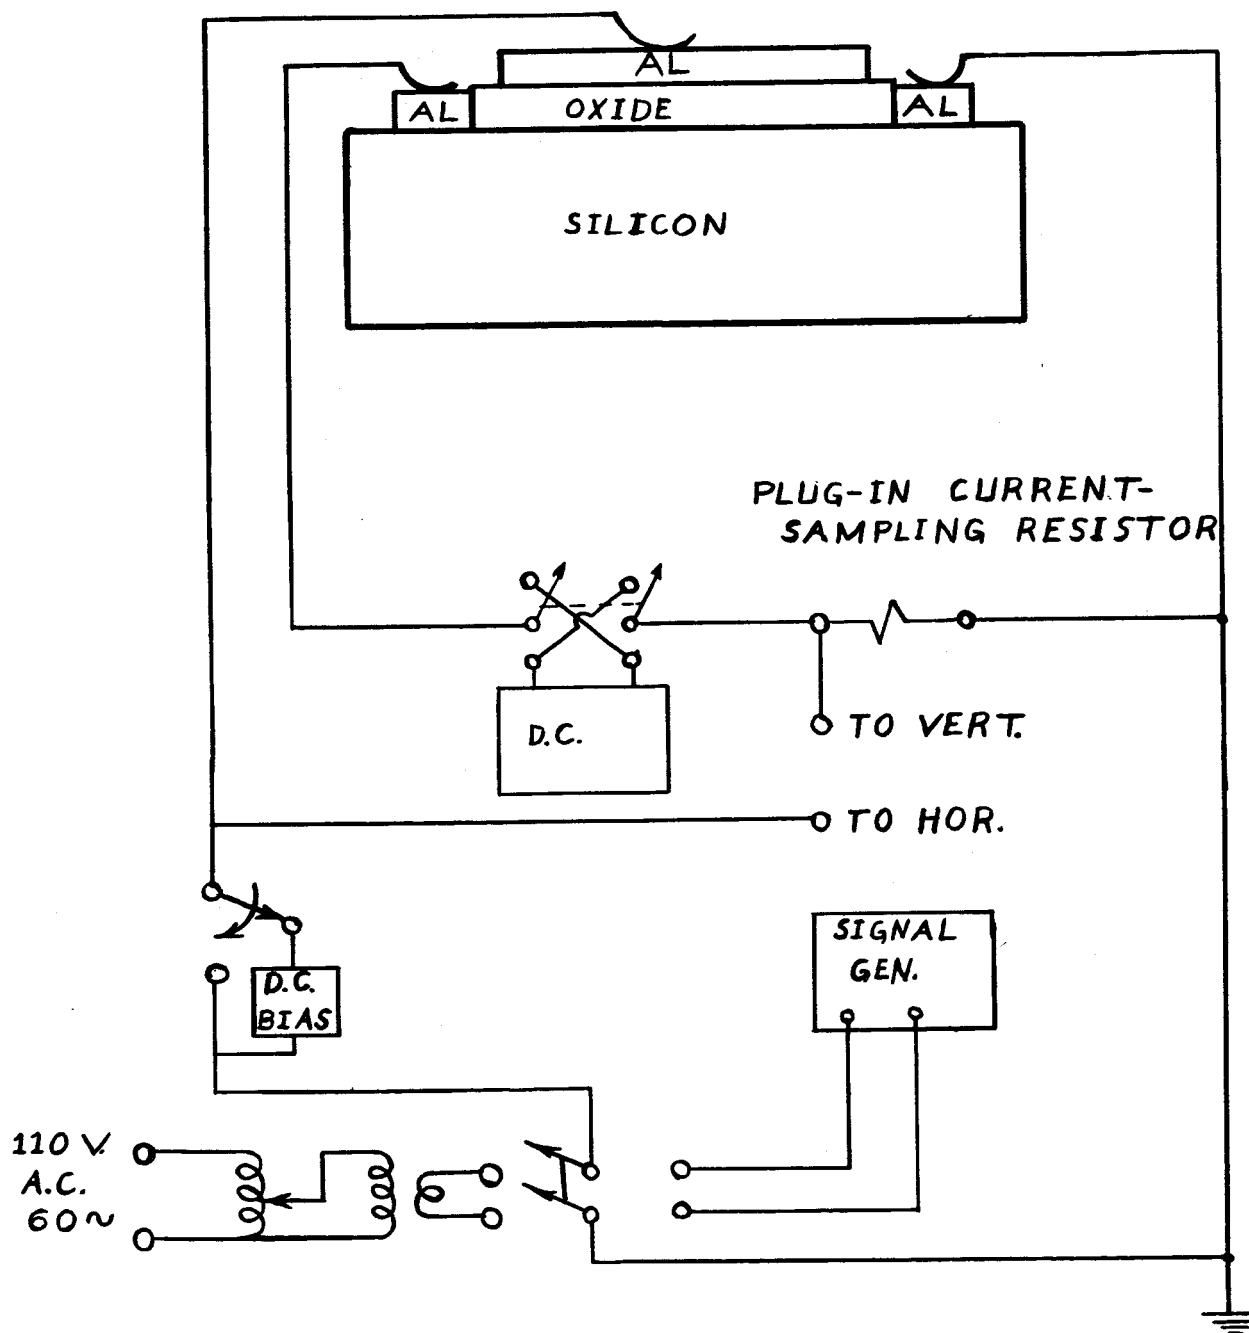 AL
AL
OXIDE
AL
SILICON
PLUG-IN CURRENT-
SAMPLING RESISTOR
D.C.
TO VERT.
TO HOR.
D.C.
BIAS
SIGNAL
GEN.
110 V.
A.C.
60~